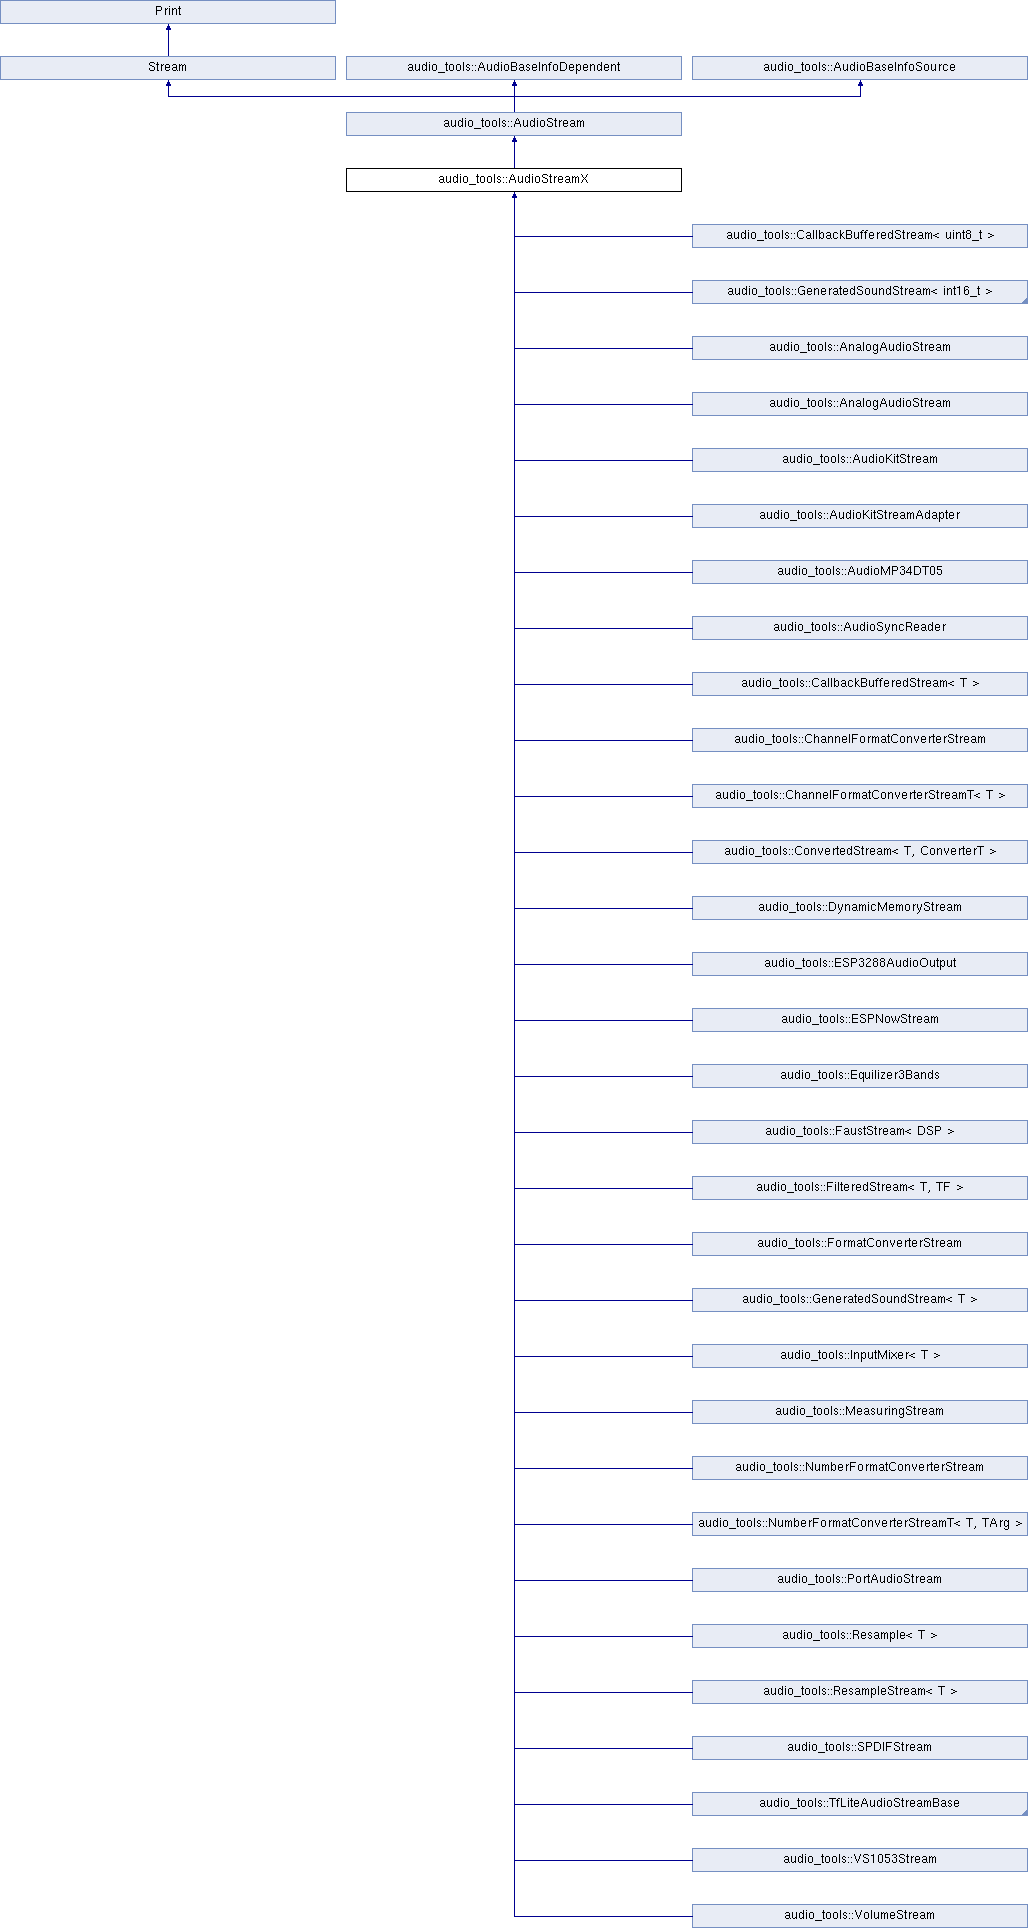 Print
Stream
audio_tools::AudioBaseInfoDependent
audio_tools::AudioBaseInfoSource
audio_tools::AudioStream
audio_tools::AudioStreamX
audio_tools::CallbackBufferedStream< uint8_t >
audio_tools::GeneratedSoundStream< int16_t >
audio_tools::AnalogAudioStream
audio_tools::AnalogAudioStream
audio_tools::AudioKitStream
audio_tools::AudioKitStreamAdapter
audio_tools::AudioMP34DT05
audio_tools::AudioSyncReader
audio_tools::CallbackBufferedStream< T >
audio_tools::ChannelFormatConverterStream
audio_tools::ChannelFormatConverterStreamT< T >
audio_tools::ConvertedStream< T, ConverterT >
audio_tools::DynamicMemoryStream
audio_tools::ESP3288AudioOutput
audio_tools::ESPNowStream
audio_tools::Equilizer3Bands
audio_tools::FaustStream< DSP >
audio_tools::FilteredStream< T, TF >
audio_tools::FormatConverterStream
audio_tools::GeneratedSoundStream< T >
audio_tools::InputMixer< T >
audio_tools::MeasuringStream
audio_tools::NumberFormatConverterStream
audio_tools::NumberFormatConverterStreamT< T, TArg >
audio_tools::PortAudioStream
audio_tools::Resample< T >
audio_tools::ResampleStream< T >
audio_tools::SPDIFStream
audio_tools::TfLiteAudioStreamBase
audio_tools::VS1053Stream
audio_tools::VolumeStream